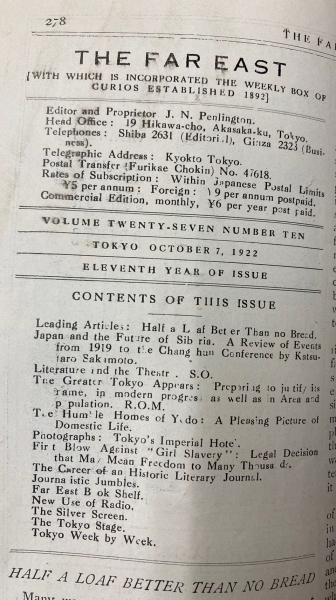 278
THE FA
THE FAR EAST
[WITH WHICH IS INCORPORATED THE WEEKLY BOX OF
CURIOS ESTABLISHED 1892]
Editor and Proprietor J. N. Penlington.
Head Office: 19 Hikawa-cho, Akasaka-ku, Tokyo.
Telephones: Shiba 2631 (Editorial), Ginza 2323 (Busi-
ness).
Telegraphic Address: Kyokto Tokyo.
Postal Transfer (Furikae Chokin) No. 47618.
Rates of Subscription: Within Japanese Postal Limits
¥5 per annum: Foreign: 9 per annum postpaid.
Commercial Edition, monthly, ¥6 per year post paid.
VOLUME TWENTY-SEVEN NUMBER TEN
TOKYO OCTOBER 7, 1922
ELEVENTH YEAR OF ISSUE
CONTENTS OF THIS ISSUE
Leading Articles: Half a Loaf Better Than no Bread.
Japan and the Future of Siberia. A Review of Events
from 1919 to the Changchun Conference by Katsu-
jaro Sakamoto.
Literature and the Theatre. S.O.
The Greater Tokyo Appears: Preparing to justify its
name, in modern progress as well as in Area and
Population. R.O.M.
The Humble Homes of Yedo: A Pleasing Picture of
Domestic Life.
Photographs: Tokyo's Imperial Hotel.
First Blow Against "Girl Slavery": Legal Decision
that May Mean Freedom to Many Thousands.
The Career of an Historic Literary Journal.
Journalistic Jumbles.
Far East Book Shelf.
New Use of Radio.
The Silver Screen.
The Tokyo Stage.
Tokyo Week by Week.
HALF A LOAF BETTER THAN NO BREAD